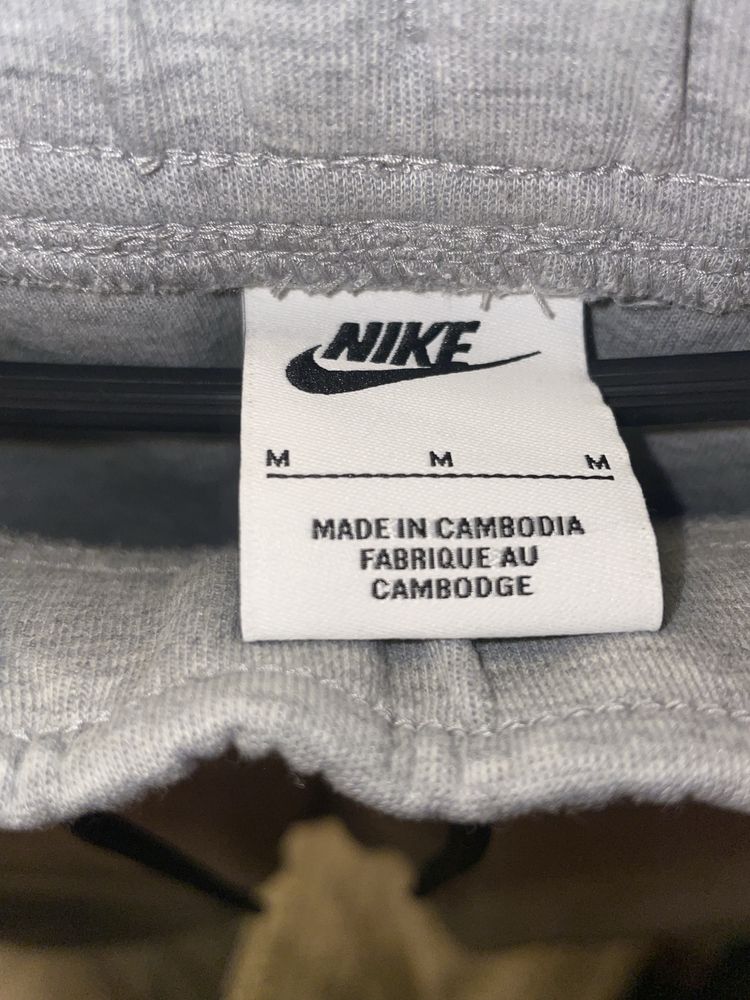 NIKE
M M M
MADE IN CAMBODIA
FABRIQUE AU
CAMBODGE